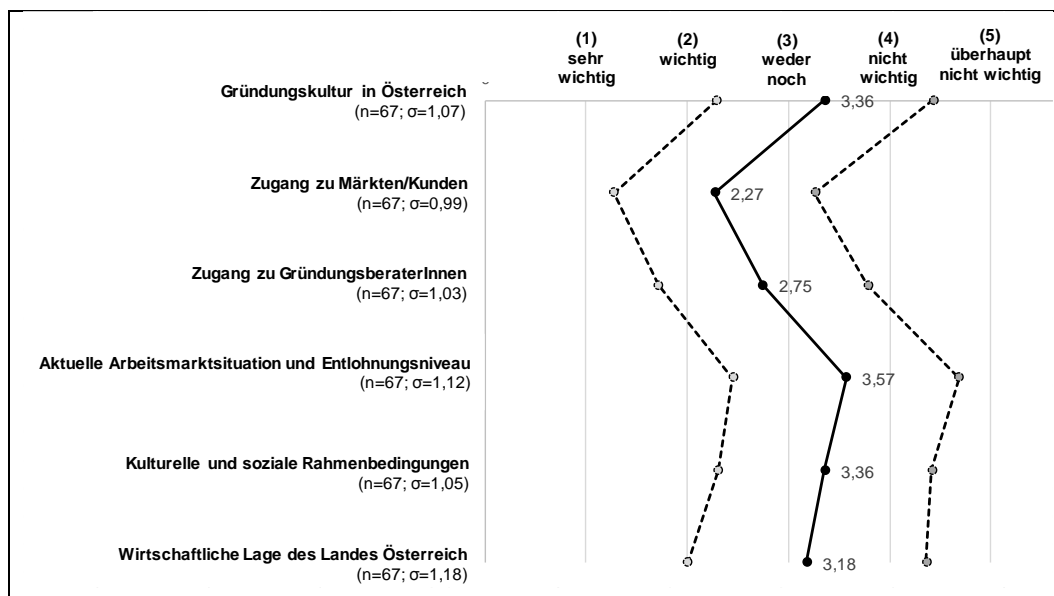 (1)
sehr
wichtig
(2)
wichtig
(3)
weder
noch
(4)
nicht
wichtig
(5)
überhaupt
nicht wichtig
Gründungskultur in Österreich
(n=67; σ=1,07)
3,36
Zugang zu Märkten/Kunden
(n=67; σ=0,99)
2,27
Zugang zu GründungsberaterInnen
(n=67; σ=1,03)
2,75
Aktuelle Arbeitsmarktsituation und Entlohnungsniveau
(n=67; σ=1,12)
3,57
Kulturelle und soziale Rahmenbedingungen
(n=67; σ=1,05)
3,36
Wirtschaftliche Lage des Landes Österreich
(n=67; σ=1,18)
3,18